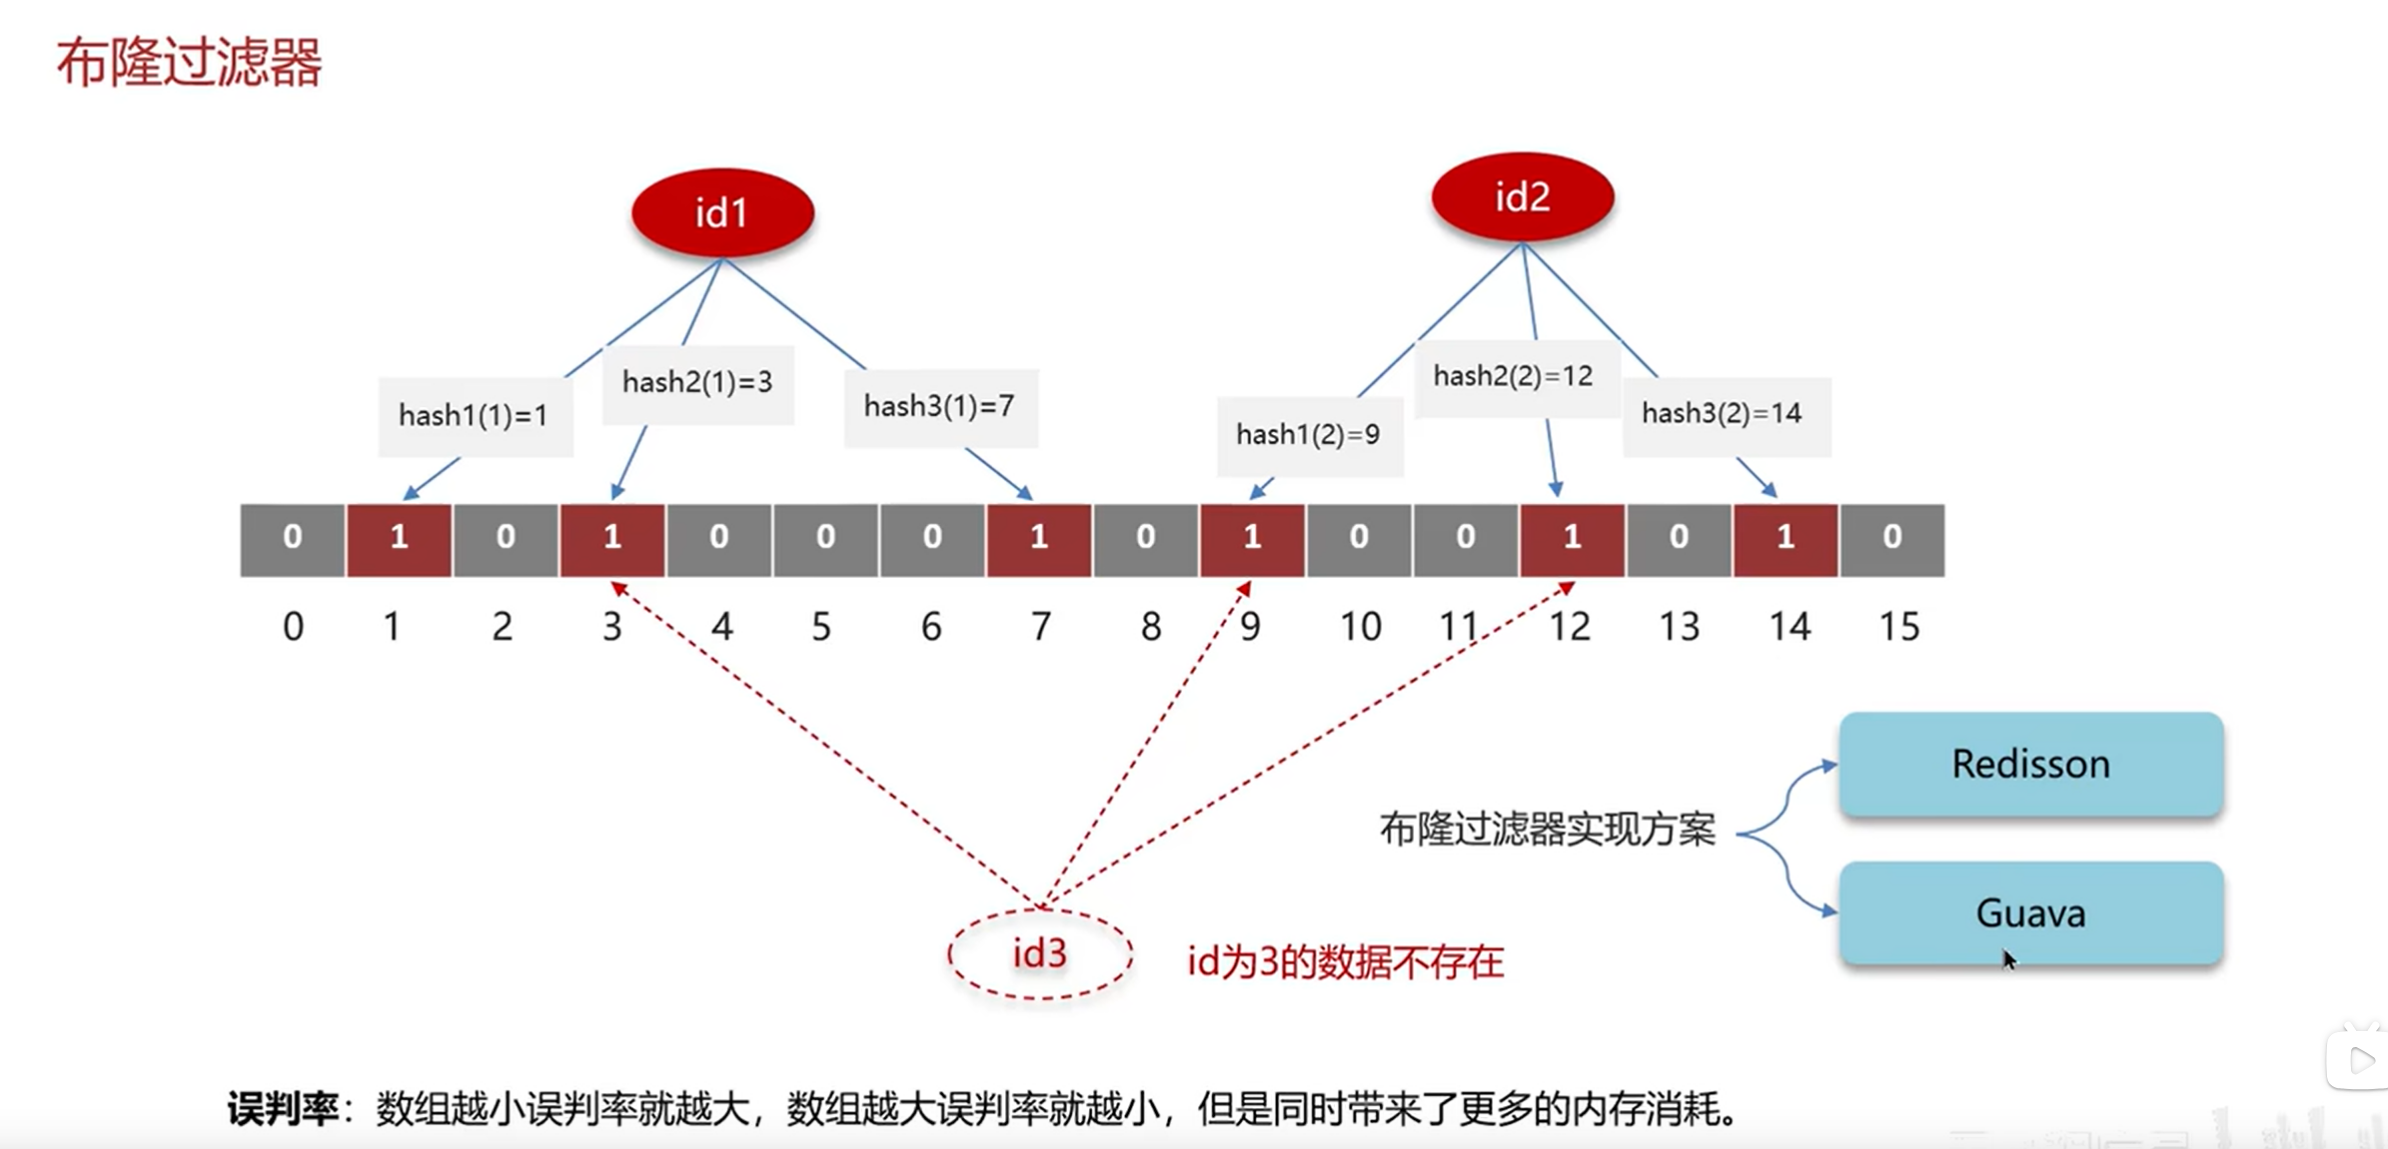 布隆过滤器
id1
id2
hash1(1)=1
hash2(1)=3
hash3(1)=7
hash1(2)=9
hash2(2)=12
hash3(2)=14
0 1 0 1 0 0 0 1 0 1 0 0 1 0 1 0
0 1 2 3 4 5 6 7 8 9 10 11 12 13 14 15
Redisson
布隆过滤器实现方案
Guava
id3
id为3的数据不存在
误判率：数组越小误判率就越大，数组越大误判率就越小，但是同时带来了更多的内存消耗。